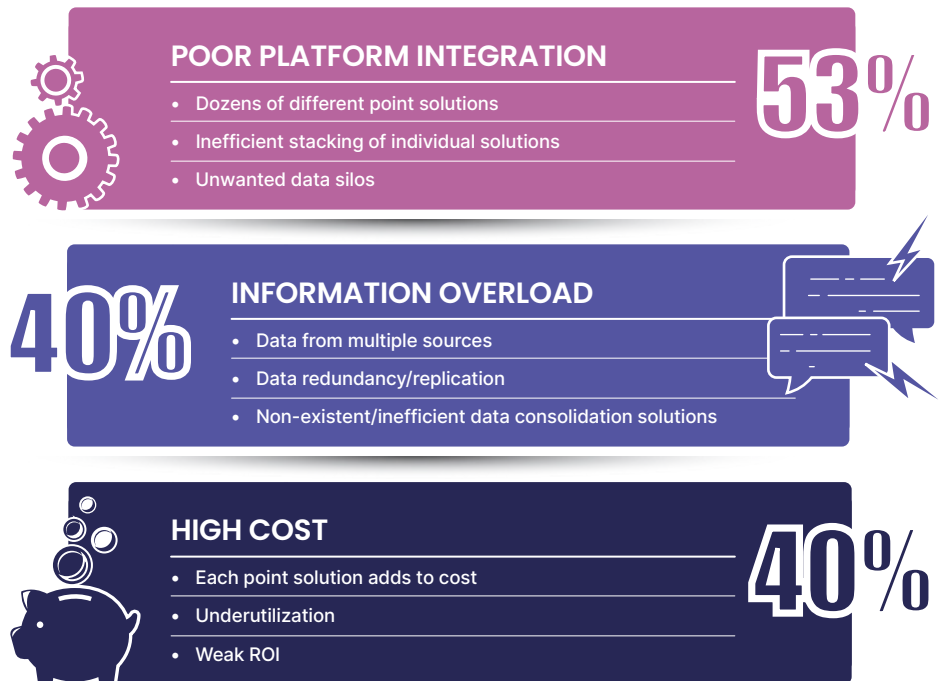 POOR PLATFORM INTEGRATION
53%
• Dozens of different point solutions
• Inefficient stacking of individual solutions
• Unwanted data silos
40%
INFORMATION OVERLOAD
• Data from multiple sources
• Data redundancy/replication
• Non-existent/inefficient data consolidation solutions
HIGH COST
40%
• Each point solution adds to cost
• Underutilization
• Weak ROI